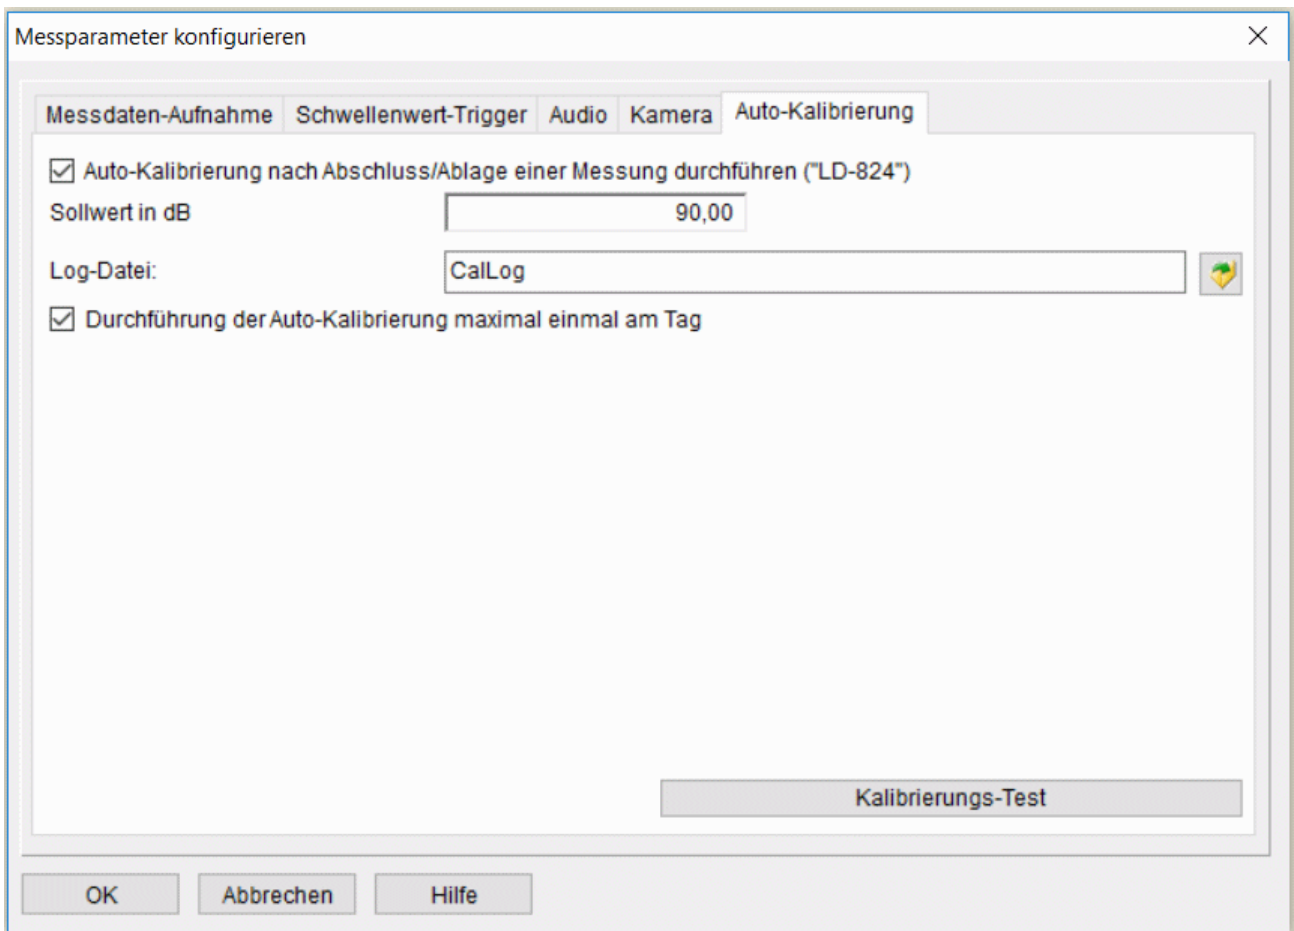 Messparameter konfigurieren
Messdaten-Aufnahme Schwellenwert-Trigger Audio Kamera Auto-Kalibrierung
Auto-Kalibrierung nach Abschluss/Ablage einer Messung durchführen ("LD-824")
Sollwert in dB 90,00
Log-Datei: CalLog
Durchführung der Auto-Kalibrierung maximal einmal am Tag
Kalibrierungs-Test
OK Abbrechen Hilfe